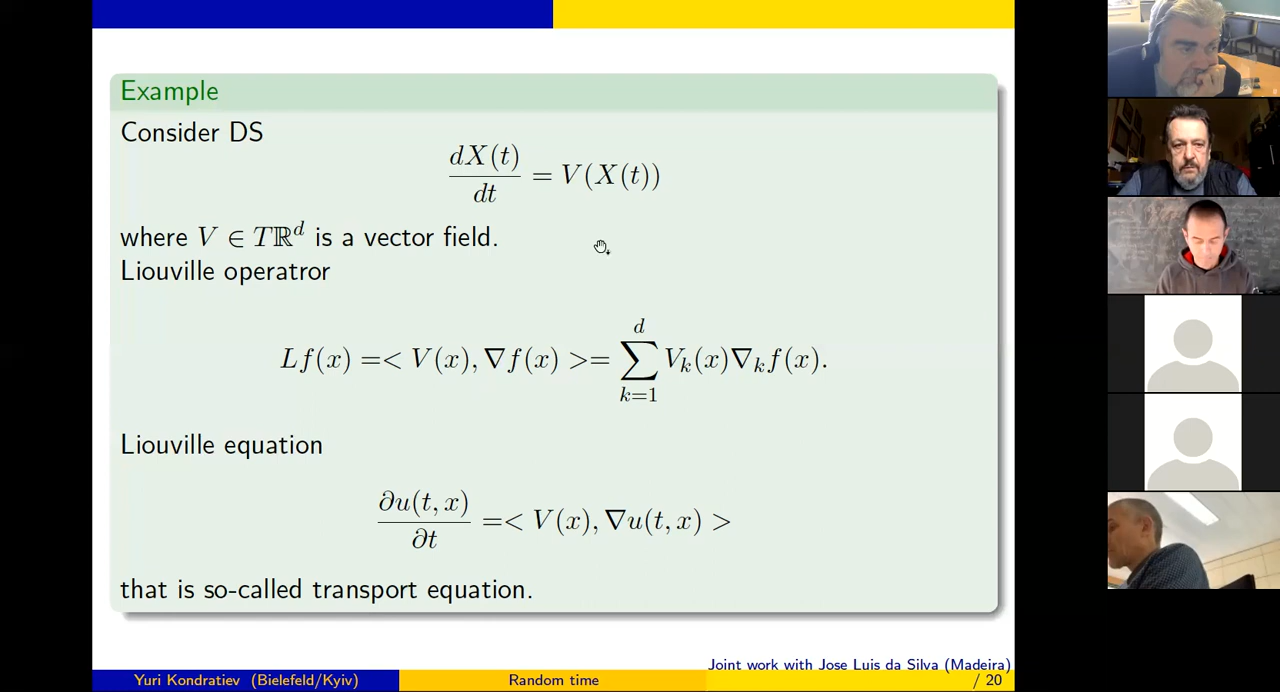 Example
Consider DS
dX(t)/dt = V(X(t))
where V ∈ Tℝ^d is a vector field.
Liouville operatror
Lf(x) =< V(x), ∇f(x) >= ∑_{k=1}^{d} V_k(x)∇_k f(x).
Liouville equation
∂u(t, x)/∂t =< V(x), ∇u(t, x) >
that is so-called transport equation.
Joint work with Jose Luis da Silva (Madeira)
Yuri Kondratiev (Bielefeld/Kyiv) Random time / 20